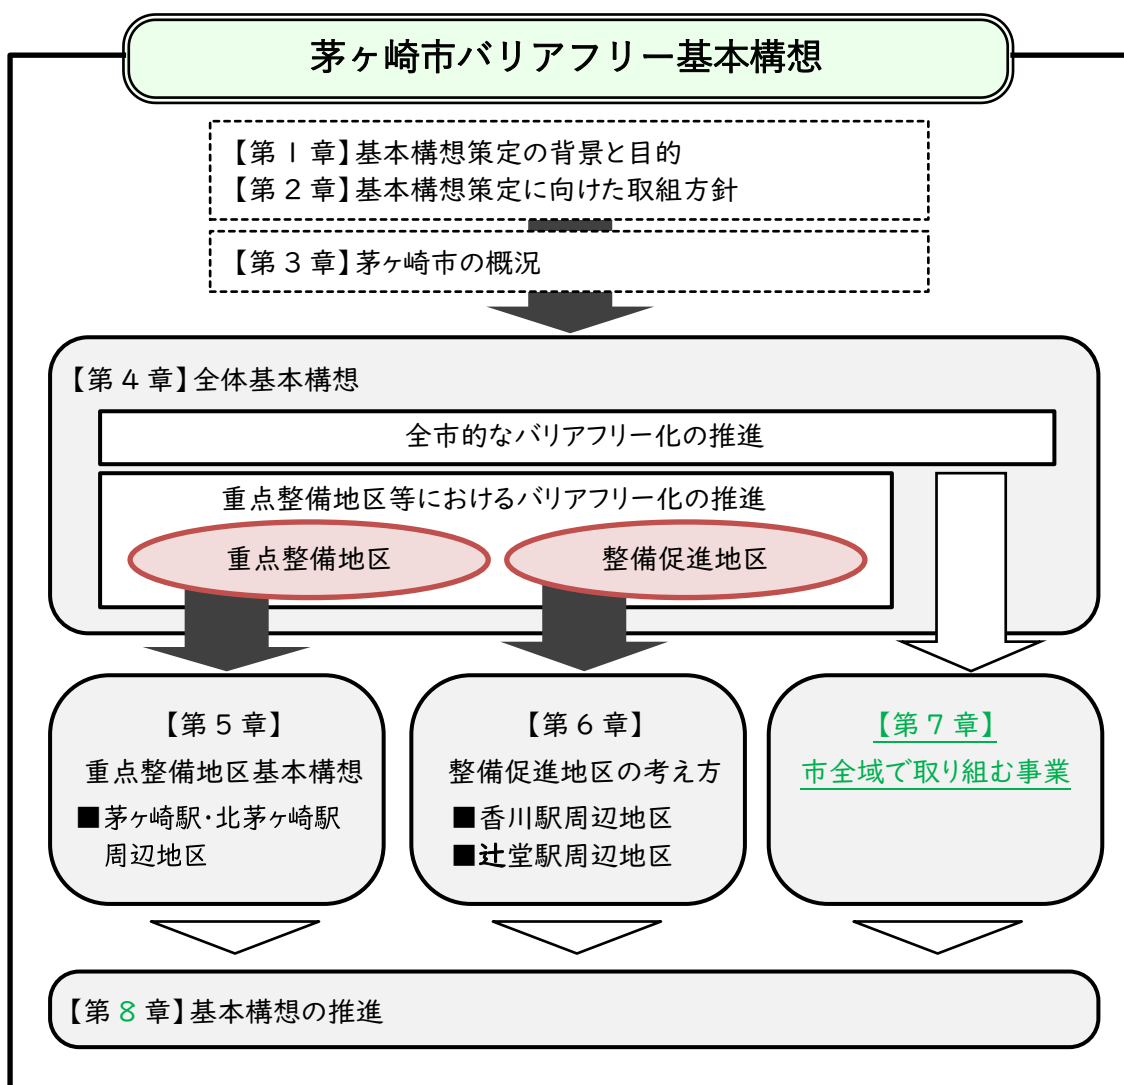 茅ヶ崎市バリアフリー基本構想
【第1章】基本構想策定の背景と目的
【第2章】基本構想策定に向けた取組方針
【第3章】茅ヶ崎市の概況
【第4章】全体基本構想
全市的なバリアフリー化の推進
重点整備地区等におけるバリアフリー化の推進
重点整備地区
整備促進地区
【第5章】
重点整備地区基本構想
■茅ヶ崎駅・北茅ヶ崎駅
周辺地区
【第6章】
整備促進地区の考え方
■香川駅周辺地区
■辻堂駅周辺地区
【第7章】
市全域で取り組む事業
【第8章】基本構想の推進